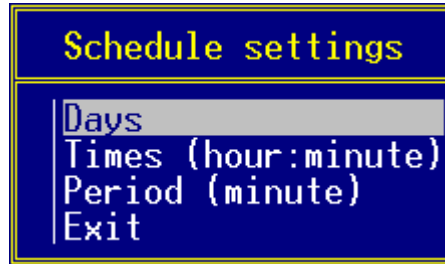 Schedule settings
Days
Times (hour:minute)
Period (minute)
Exit